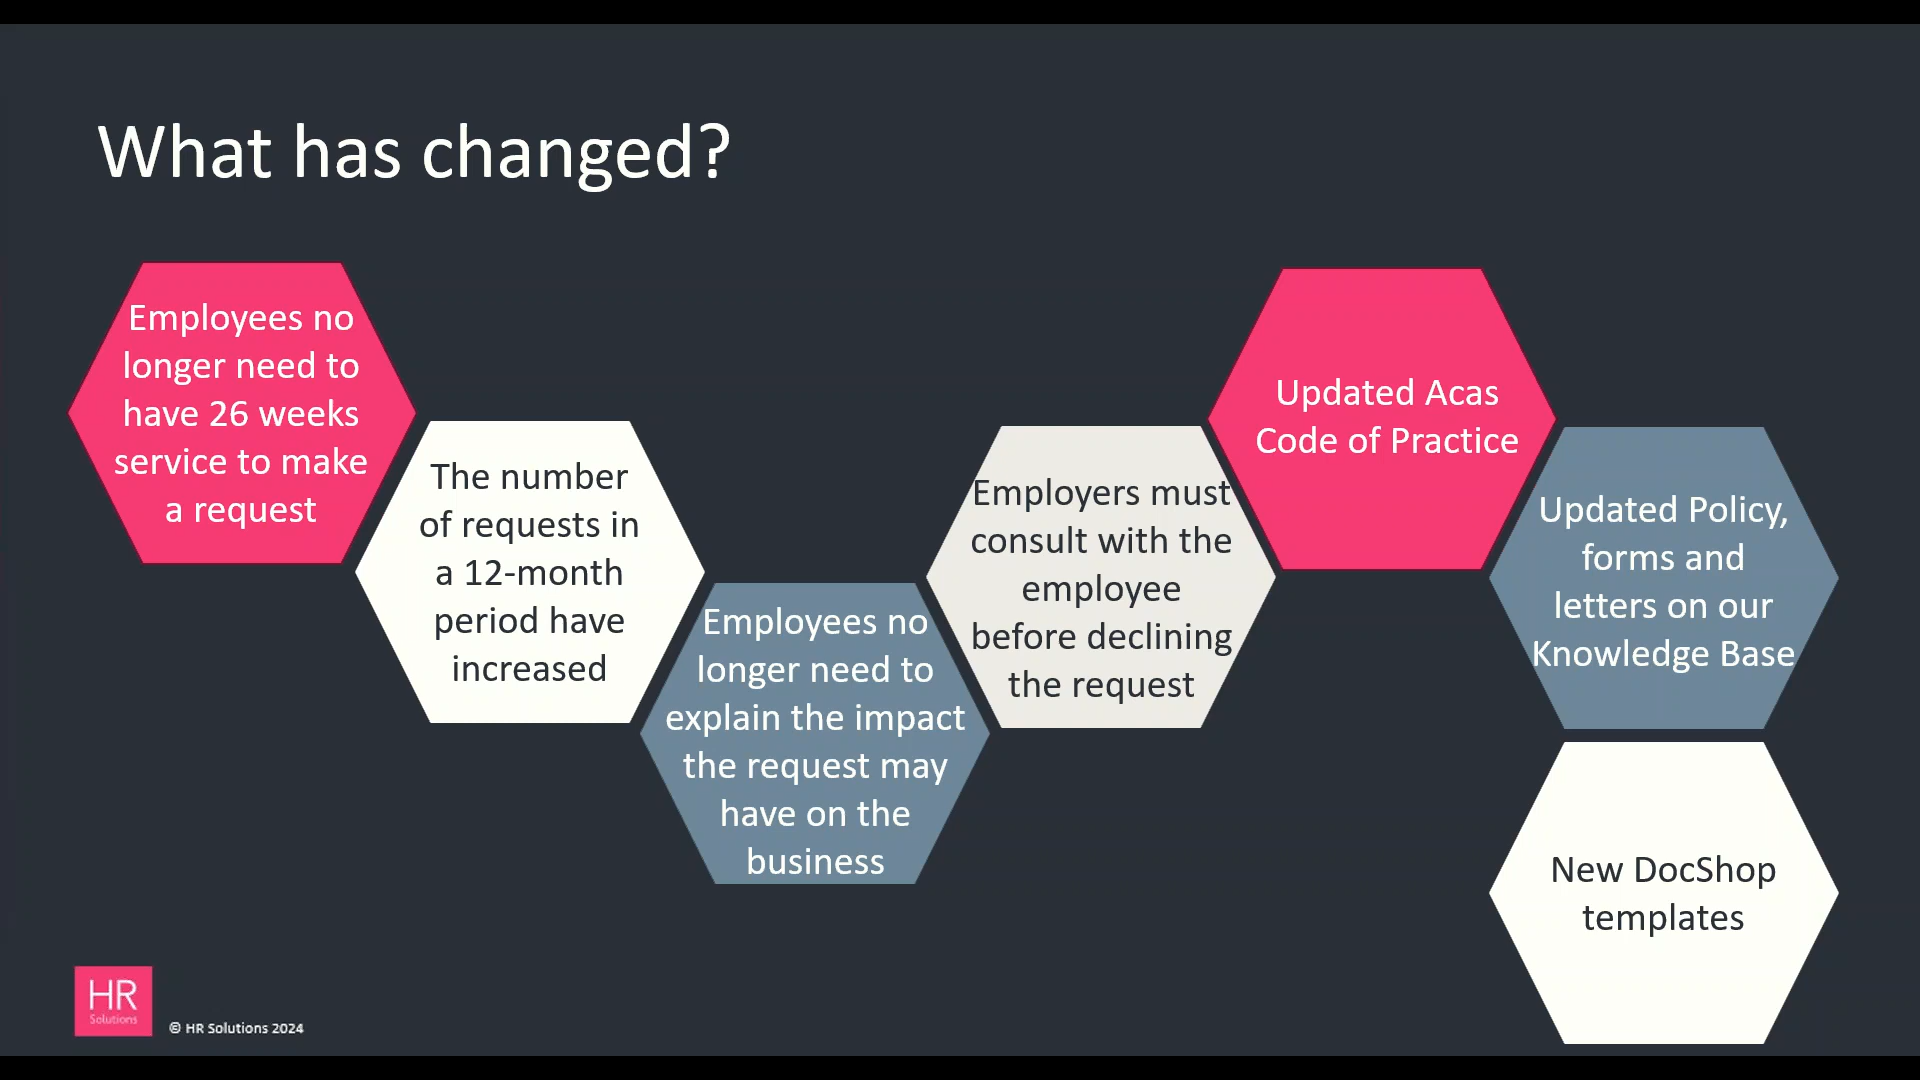 What has changed?
Employees no
longer need to
have 26 weeks
service to make
a request
The number
of requests in
a 12-month
period have
increased
Employees no
longer need to
explain the impact
the request may
have on the
business
Employers must
consult with the
employee
before declining
the request
Updated Acas
Code of Practice
Updated Policy,
forms and
letters on our
Knowledge Base
New DocShop
templates
HR
Solutions
© HR Solutions 2024